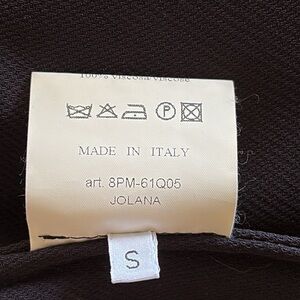 100% viscosa/viscose
P
MADE IN ITALY
art. 8PM-61Q05
JOLANA
S